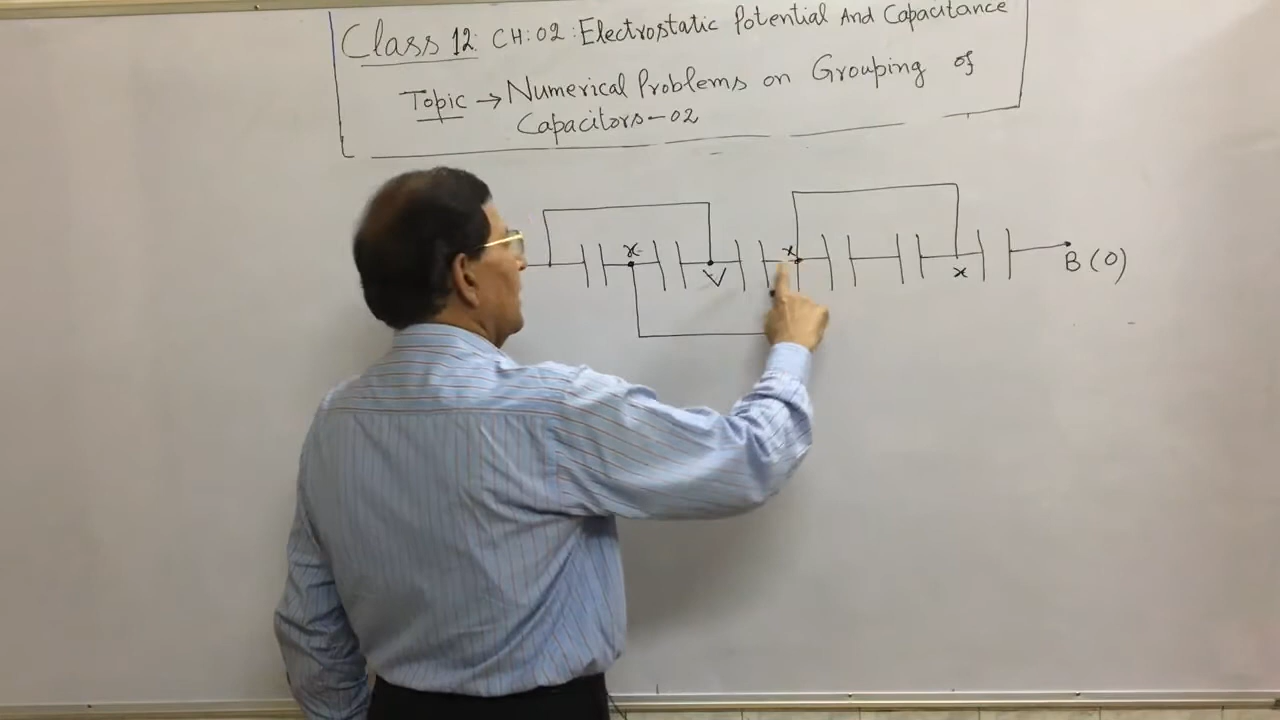 Class 12: CH:02: Electrostatic Potential And Capacitance
Topic → Numerical Problems on Grouping of
Capacitors-02
x
V
x
x
B (0)